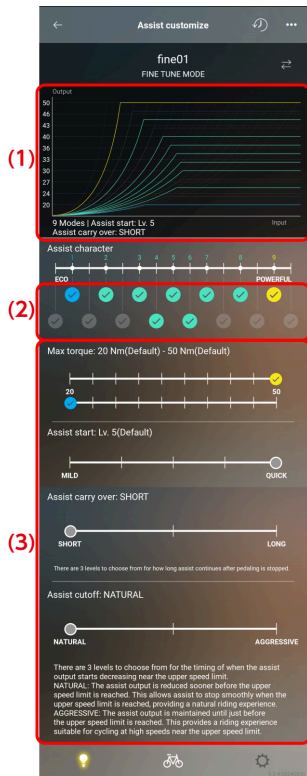 Assist customize
fine01
FINE TUNE MODE
(1)
Output
50
46
43
40
37
33
30
27
24
20
9 Modes | Assist start: Lv. 5
Input
Assist carry over: SHORT
Assist character
1 2 3 4 5 6 7 8 9
ECO POWERFUL
(2)
(3)
Max torque: 20 Nm(Default) - 50 Nm(Default)
20 50
Assist start: Lv. 5(Default)
MILD QUICK
Assist carry over: SHORT
SHORT LONG
There are 3 levels to choose from for how long assist continues after pedaling is stopped.
Assist cutoff: NATURAL
NATURAL AGGRESSIVE
There are 3 levels to choose from for the timing of when the assist
output starts decreasing near the upper speed limit.
NATURAL: The assist output is reduced sooner before the upper
speed limit is reached. This allows assist to stop smoothly when the
upper speed limit is reached, providing a natural riding experience.
AGGRESSIVE: The assist output is maintained until just before
the upper speed limit is reached. This provides a riding experience
suitable for cycling at high speeds near the upper speed limit.